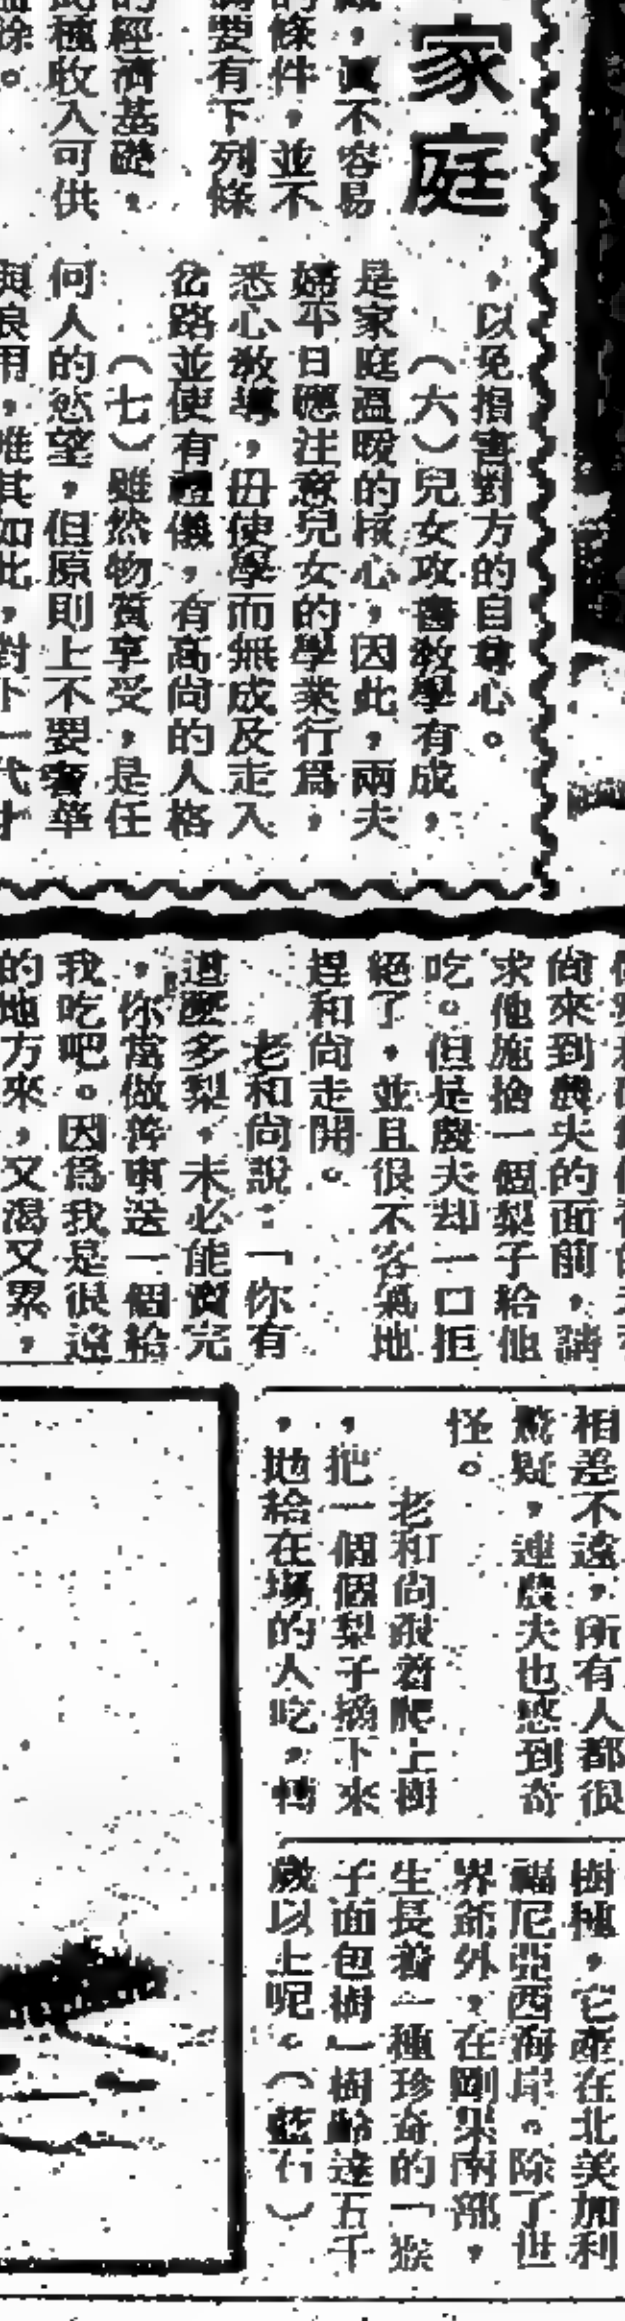 家庭
不容易
條件，並不
要有下列條
經濟基礎，
種收入可供
，以免損害對方的自尊心。
（六）兒女攻書教學有成，
是家庭溫暖的核心，因此，兩夫
婦平日應注意兒女的學業行爲，
悉心教導，毋使學而無成及走入
岔路並使有禮儀，有高尚的人格
（七）雖然物質享受，是任
何人的慾望，但原則上不要奢華
用，惟其如此，對下一代才
尚來到農夫的面前，請
求他施捨一個梨子給他
吃。但是農夫却一口拒
絕了，並且很不客氣地
趕和尚走開。
老和尚說：「你有
這麼多梨，未必能賣完
，你當做善事送一個給
我吃吧。因爲我是很遠
的地方來，又渴又累，
相差不遠，所有人都很
驚疑，連農夫也感到奇
怪。
老和尚跟着爬上樹
，把一個個梨子摘下來
，地給在場的人吃，轉
樹種，它產在北美加利
福尼亞西海岸。除了世
界爺外，在剛果南部，
生長着一種珍奇的「猴
子面包樹」樹齡達五千
歲以上呢。（藍石）